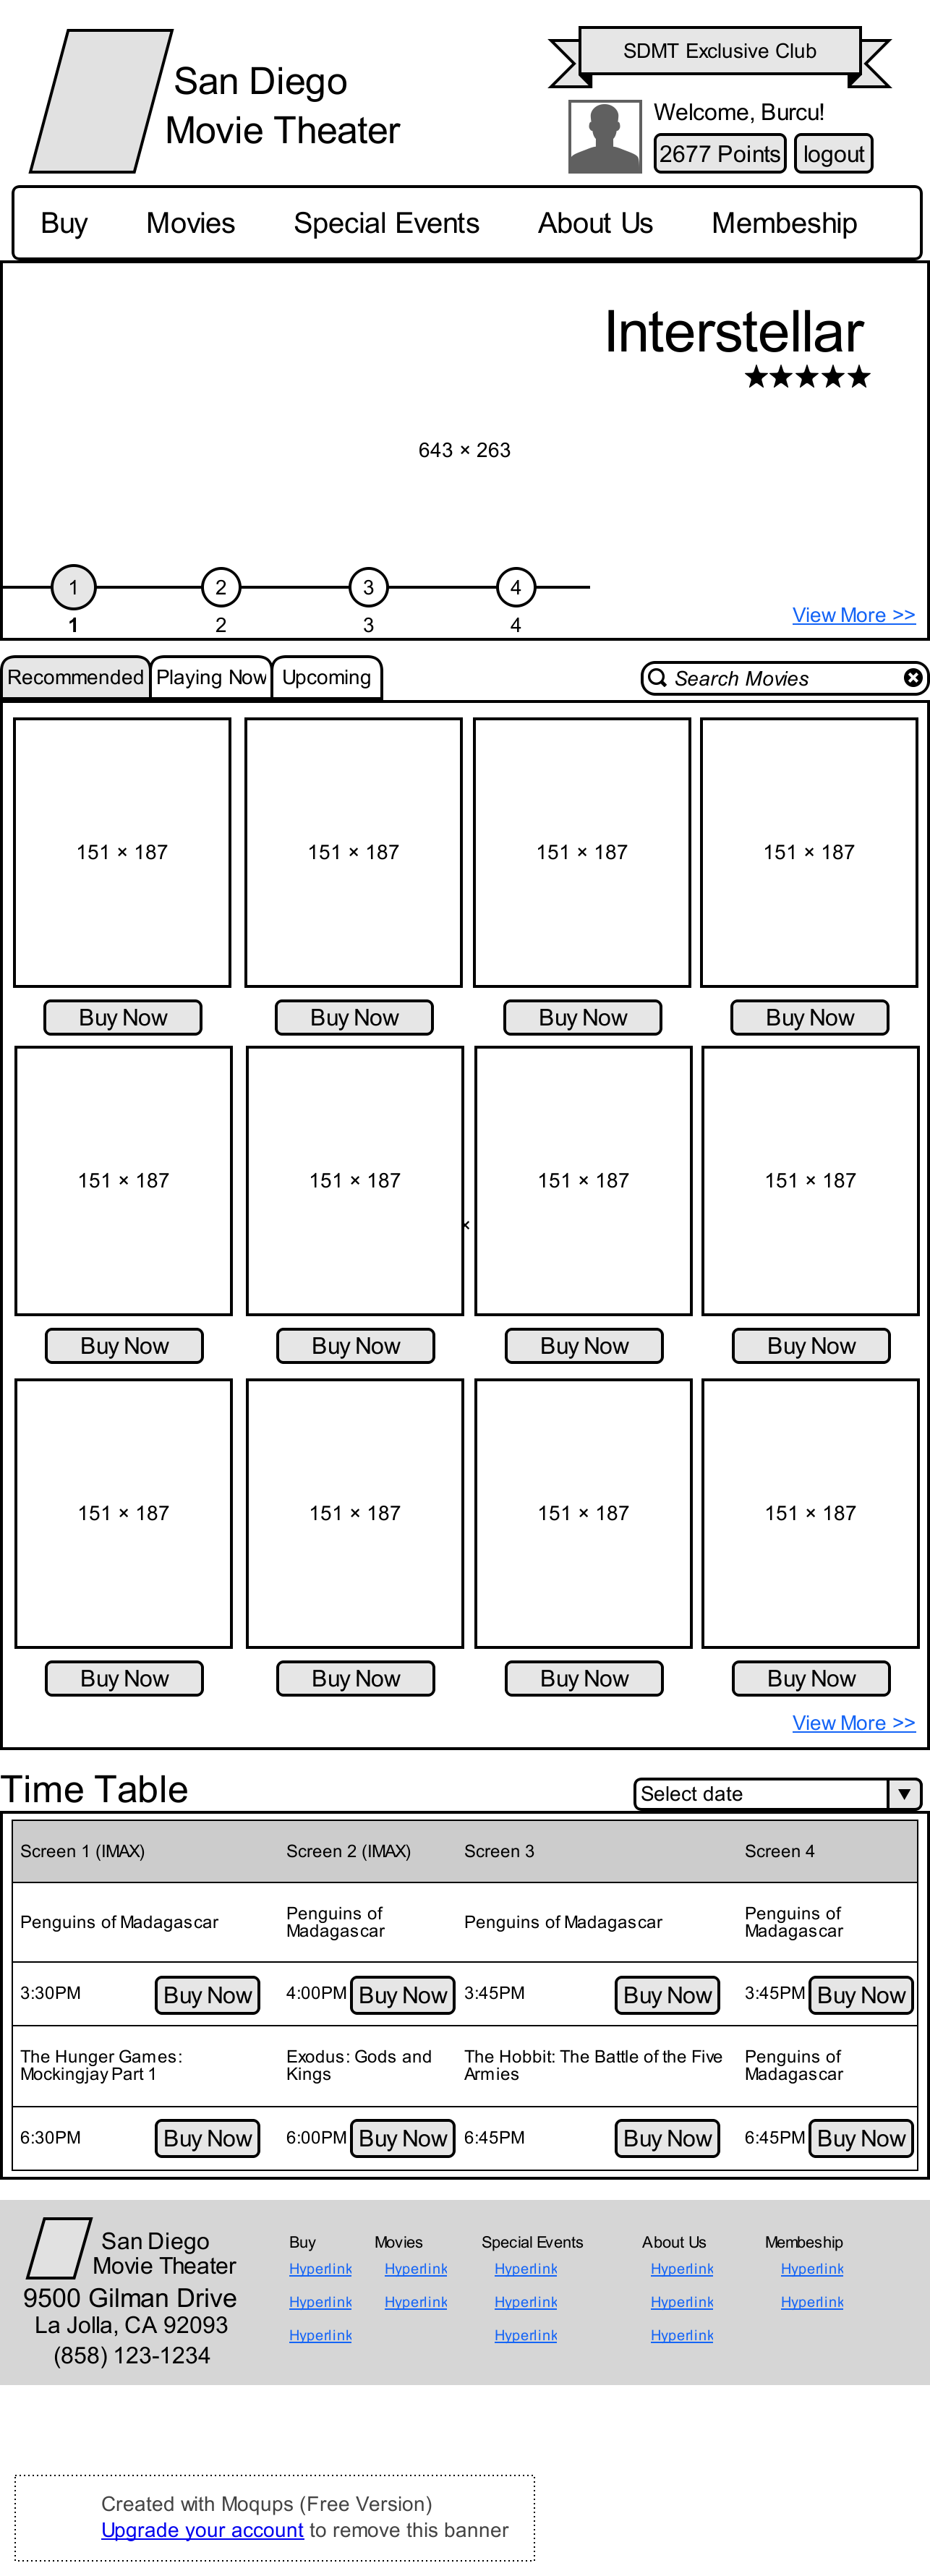 San Diego
Movie Theater
SDMT Exclusive Club
Welcome, Burcu!
2677 Points logout
Buy Movies Special Events About Us Membeship
Interstellar
★★★★★
643 × 263
1 2 3 4
1 2 3 4
View More >>
Recommended Playing Now Upcoming Search Movies
151 × 187 151 × 187 151 × 187 151 × 187
Buy Now Buy Now Buy Now Buy Now
151 × 187 151 × 187 151 × 187 151 × 187
×
Buy Now Buy Now Buy Now Buy Now
151 × 187 151 × 187 151 × 187 151 × 187
Buy Now Buy Now Buy Now Buy Now
View More >>
Time Table
Select date
Screen 1 (IMAX) Screen 2 (IMAX) Screen 3 Screen 4
Penguins of Madagascar Penguins of Madagascar Penguins of Madagascar Penguins of Madagascar
3:30PM Buy Now 4:00PM Buy Now 3:45PM Buy Now 3:45PM Buy Now
The Hunger Games: Mockingjay Part 1 Exodus: Gods and Kings The Hobbit: The Battle of the Five Armies Penguins of Madagascar
6:30PM Buy Now 6:00PM Buy Now 6:45PM Buy Now 6:45PM Buy Now
San Diego
Movie Theater
9500 Gilman Drive
La Jolla, CA 92093
(858) 123-1234
Buy Movies Special Events About Us Membeship
Hyperlink Hyperlink Hyperlink Hyperlink Hyperlink
Hyperlink Hyperlink Hyperlink Hyperlink Hyperlink
Hyperlink Hyperlink Hyperlink
Created with Moqups (Free Version)
Upgrade your account to remove this banner